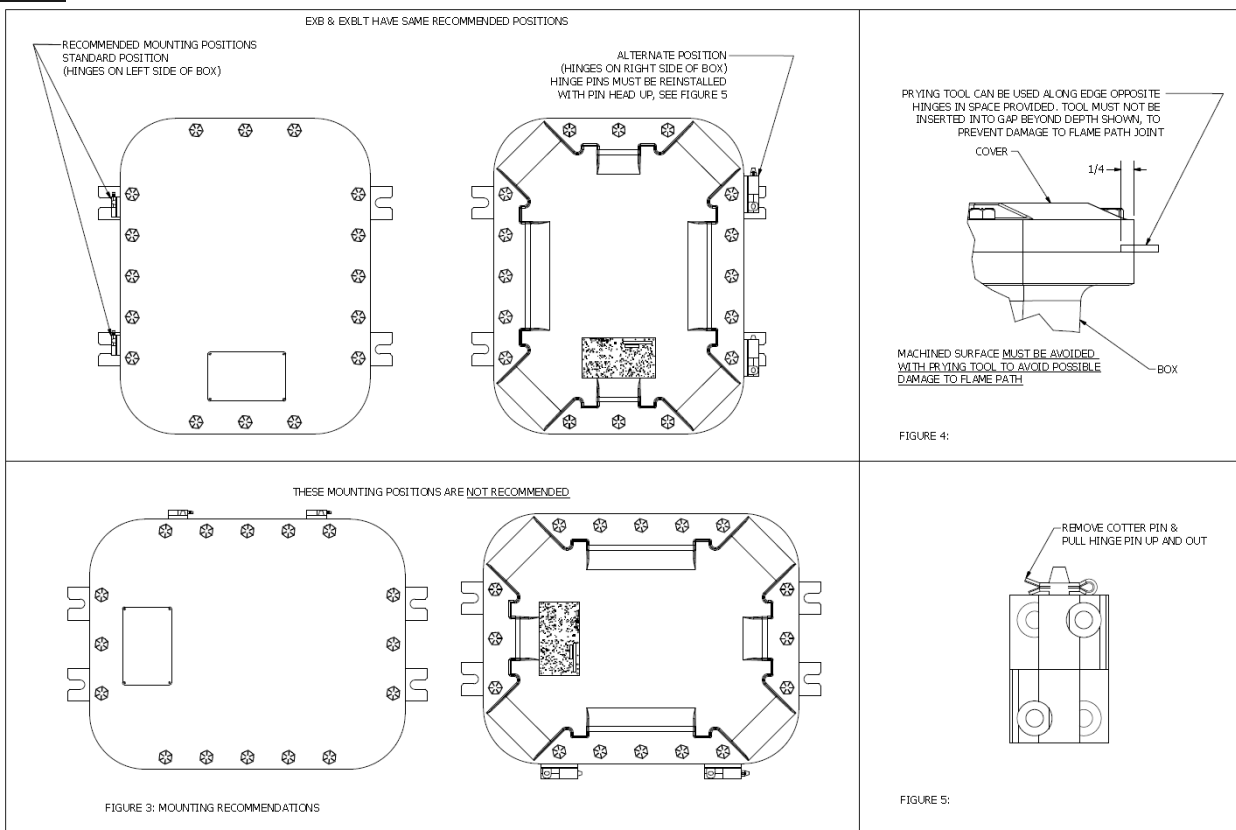 EXB & EXBLT HAVE SAME RECOMMENDED POSITIONS
RECOMMENDED MOUNTING POSITIONS
STANDARD POSITION
(HINGES ON LEFT SIDE OF BOX)
ALTERNATE POSITION
(HINGES ON RIGHT SIDE OF BOX)
HINGE PINS MUST BE REINSTALLED
WITH PIN HEAD UP, SEE FIGURE 5
PRYING TOOL CAN BE USED ALONG EDGE OPPOSITE
HINGES IN SPACE PROVIDED. TOOL MUST NOT BE
INSERTED INTO GAP BEYOND DEPTH SHOWN, TO
PREVENT DAMAGE TO FLAME PATH JOINT
COVER
1/4
MACHINED SURFACE MUST BE AVOIDED
WITH PRYING TOOL TO AVOID POSSIBLE
DAMAGE TO FLAME PATH
BOX
FIGURE 4:
THESE MOUNTING POSITIONS ARE NOT RECOMMENDED
FIGURE 3: MOUNTING RECOMMENDATIONS
REMOVE COTTER PIN &
PULL HINGE PIN UP AND OUT
FIGURE 5: